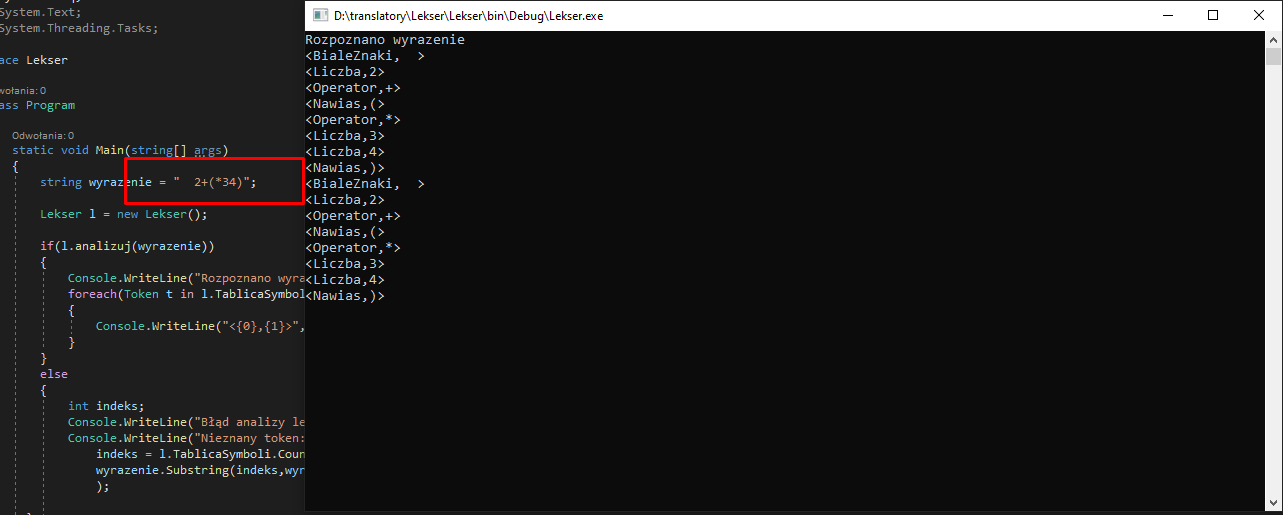 System.Text;
System.Threading.Tasks;
ace Lekser
wołania: 0
ass Program
Odwołania: 0
static void Main(string[] args)
{
string wyrazenie = "  2+(*34)";
Lekser l = new Lekser();
if(l.analizuj(wyrazenie))
{
Console.WriteLine("Rozpoznano wyra
foreach(Token t in l.TablicaSymbol
{
Console.WriteLine("<{0},{1}>",
}
}
else
{
int indeks;
Console.WriteLine("Błąd analizy le
Console.WriteLine("Nieznany token:
indeks = l.TablicaSymboli.Coun
wyrazenie.Substring(indeks,wyr
);
D:\translatory\Lekser\Lekser\bin\Debug\Lekser.exe
Rozpoznano wyrazenie
<BialeZnaki,  >
<Liczba,2>
<Operator,+>
<Nawias,(>
<Operator,*>
<Liczba,3>
<Liczba,4>
<Nawias,)>
<BialeZnaki,  >
<Liczba,2>
<Operator,+>
<Nawias,(>
<Operator,*>
<Liczba,3>
<Liczba,4>
<Nawias,)>